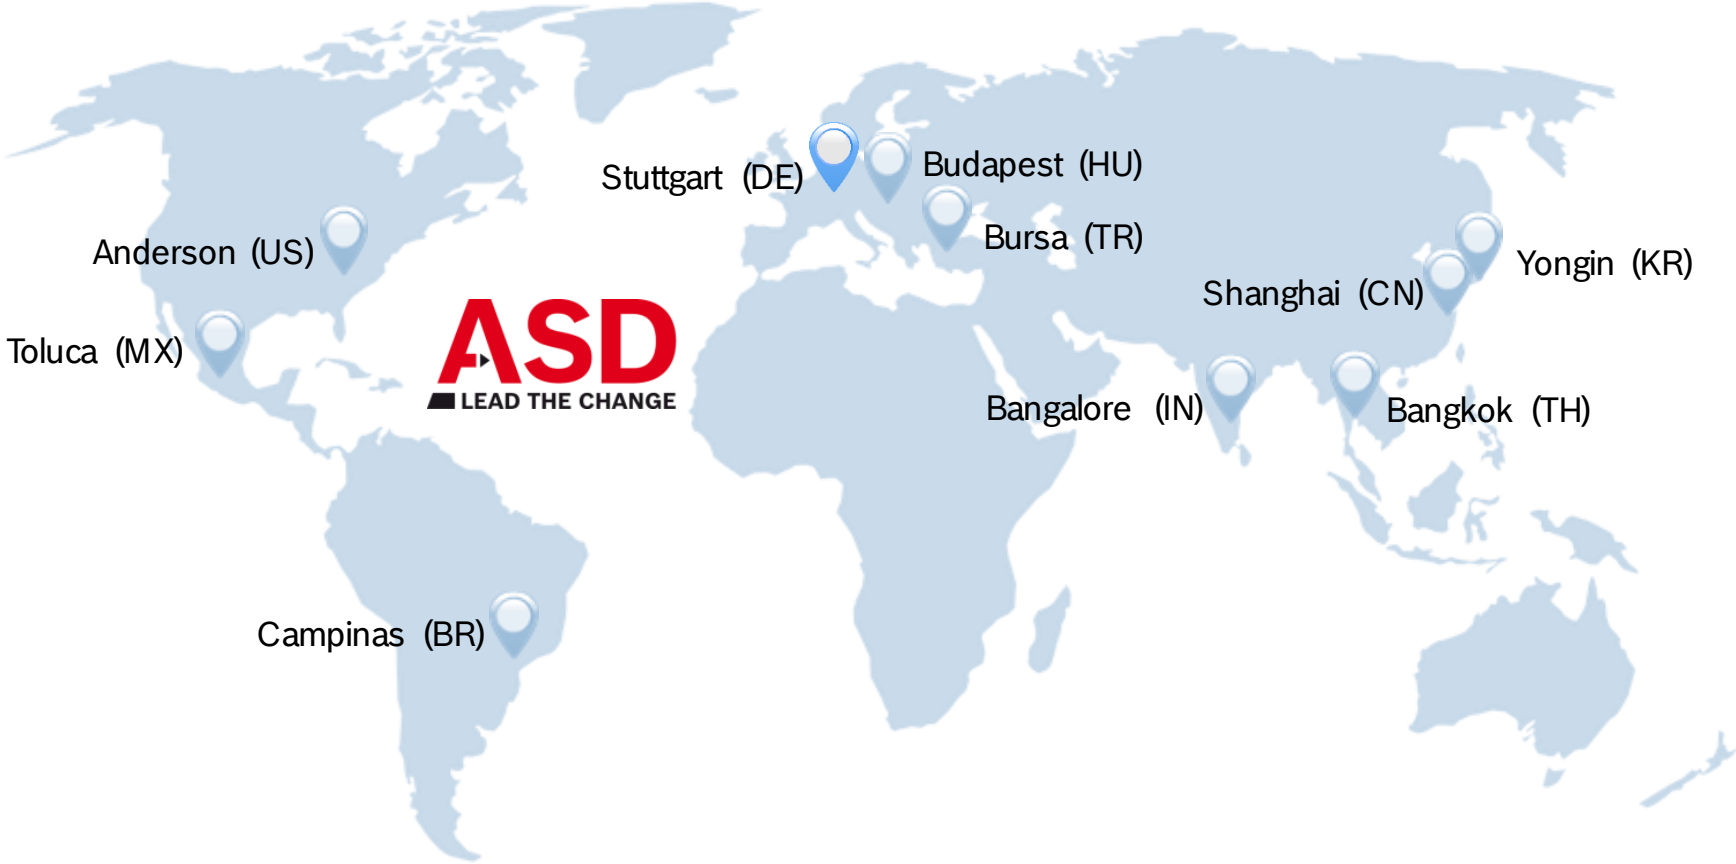 Stuttgart (DE)
Budapest (HU)
Anderson (US)
Bursa (TR)
Yongin (KR)
Shanghai (CN)
Toluca (MX)
ASD
LEAD THE CHANGE
Bangalore (IN)
Bangkok (TH)
Campinas (BR)